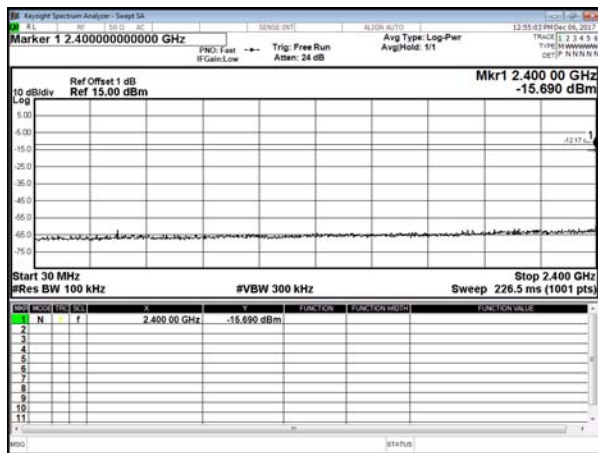 Keysight Spectrum Analyzer - Swept SA
RL RF 50 Ω AC SENSE:INT ALIGN AUTO 12:55:03 PM Dec 06, 2017
Marker 1 2.400000000000 GHz
PNO: Fast
IFGain:Low
Trig: Free Run
Atten: 24 dB
Avg Type: Log-Pwr
Avg|Hold: 1/1
TRACE 1 2 3 4 5 6
TYPE M WWWWW
DET P N N N N N
Mkr1 2.400 00 GHz
-15.690 dBm
Ref Offset 1 dB
10 dB/div Ref 15.00 dBm
Log
5.00
-5.00
1
-15.0
-25.0
-35.0
-45.0
-55.0
-65.0
-75.0
Start 30 MHz Stop 2.400 GHz
#Res BW 100 kHz #VBW 300 kHz Sweep 226.5 ms (1001 pts)
MKR MODE TRC SCL X Y FUNCTION FUNCTION WIDTH FUNCTION VALUE
1 N f 2.400 00 GHz -15.690 dBm
2
3
4
5
6
7
8
9
10
11
MSG STATUS